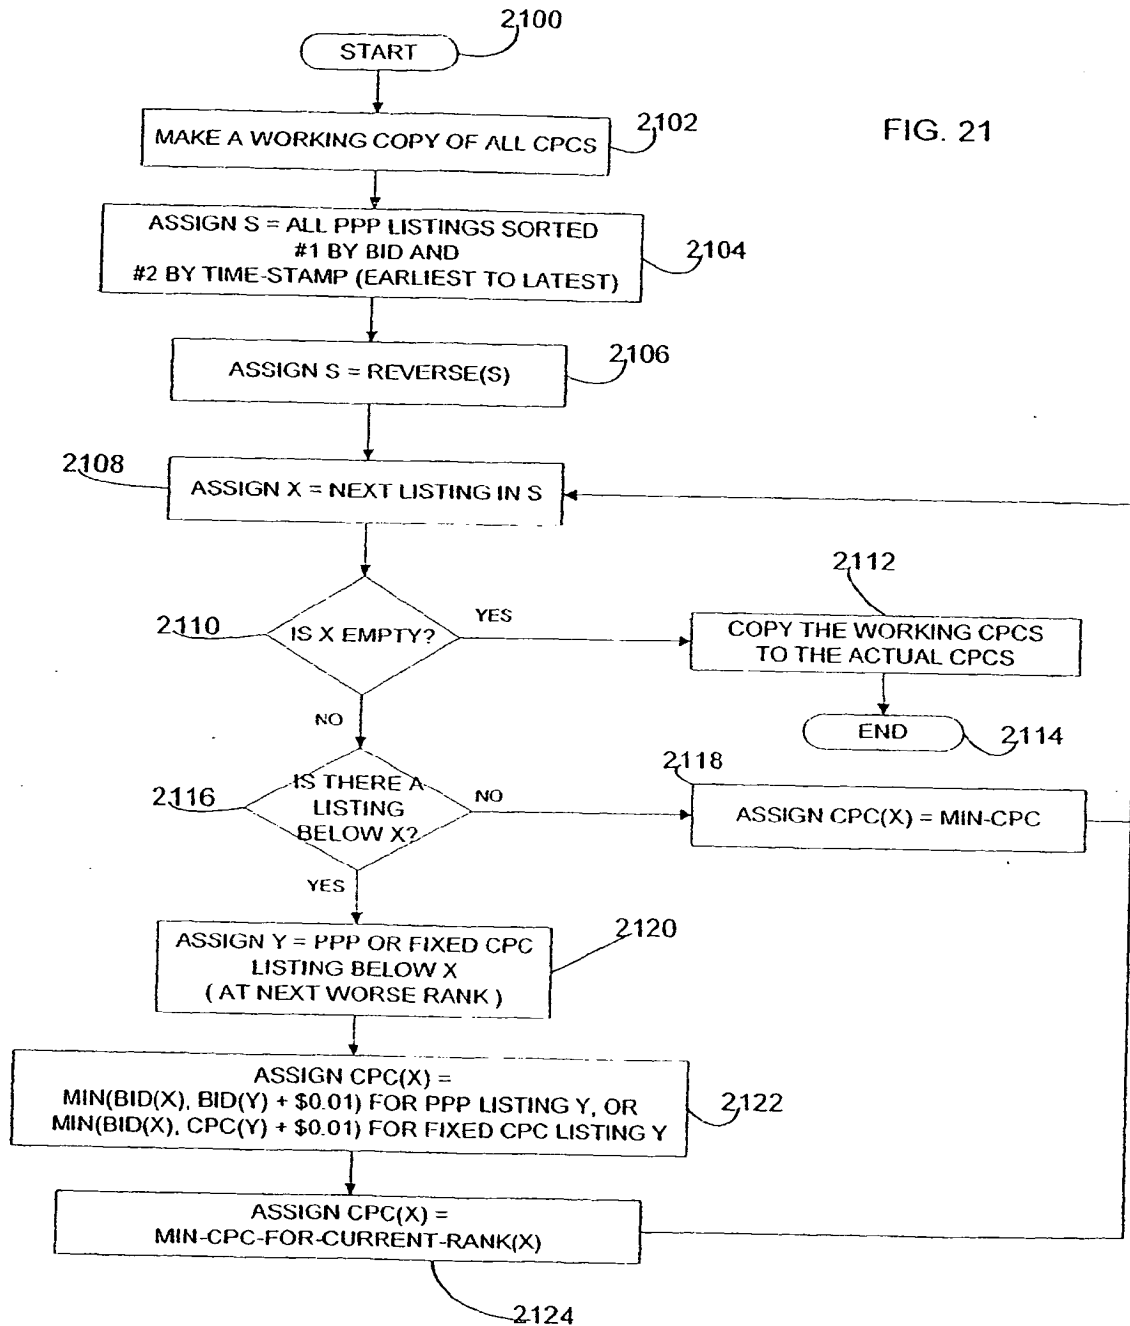 2100
START
2102
MAKE A WORKING COPY OF ALL CPCS
FIG. 21
ASSIGN S = ALL PPP LISTINGS SORTED
#1 BY BID AND
#2 BY TIME-STAMP (EARLIEST TO LATEST)
2104
ASSIGN S = REVERSE(S)
2106
2108
ASSIGN X = NEXT LISTING IN S
2110
IS X EMPTY?
YES
2112
COPY THE WORKING CPCS
TO THE ACTUAL CPCS
NO
END
2114
2116
IS THERE A
LISTING
BELOW X?
NO
2118
ASSIGN CPC(X) = MIN-CPC
YES
ASSIGN Y = PPP OR FIXED CPC
LISTING BELOW X
( AT NEXT WORSE RANK )
2120
ASSIGN CPC(X) =
MIN(BID(X), BID(Y) + $0.01) FOR PPP LISTING Y, OR
MIN(BID(X), CPC(Y) + $0.01) FOR FIXED CPC LISTING Y
2122
ASSIGN CPC(X) =
MIN-CPC-FOR-CURRENT-RANK(X)
2124